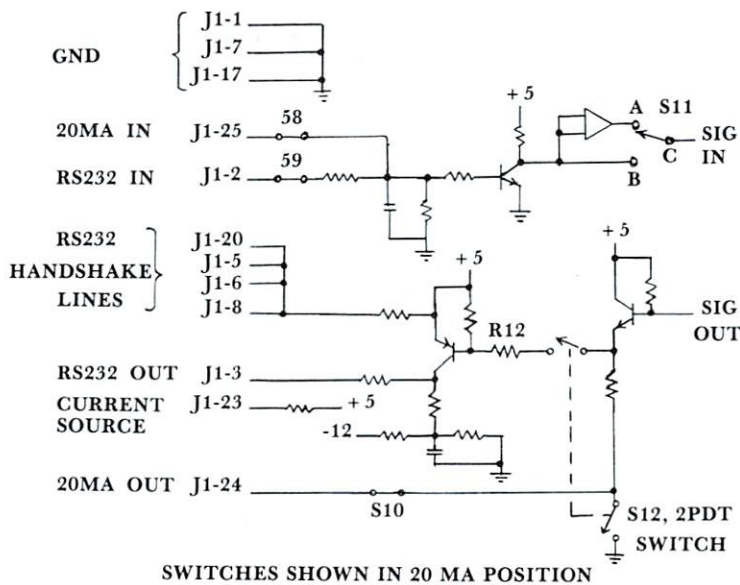 J1-1
GND
J1-7
J1-17
+ 5
A S11
20MA IN J1-25 58
SIG
IN
C
RS232 IN J1-2 59
B
RS232
HANDSHAKE
LINES
J1-20
J1-5
J1-6
J1-8
+ 5
+ 5
SIG
OUT
R12
RS232 OUT J1-3
CURRENT
SOURCE
J1-23
+ 5
-12
20MA OUT J1-24
S10
S12, 2PDT
SWITCH
SWITCHES SHOWN IN 20 MA POSITION